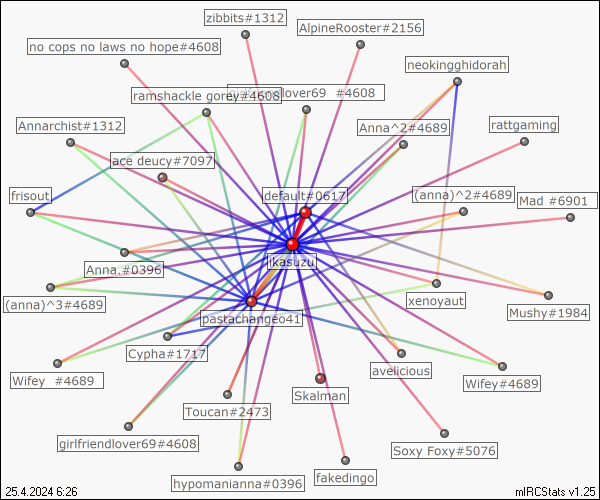 zibbits#1312
AlpineRooster#2156
no cops no laws no hope#4608
neokingghidorah
ramshackle gorey#4608
lover69 #4608
Annarchist#1312
Anna^2#4689
rattgaming
ace deucy#7097
frisout
default#0617
(anna)^2#4689
Mad #6901
ikasuzu
Anna.#0396
(anna)^3#4689
xenoyaut
Mushy#1984
pastachangeo41
Cypha#1717
avelicious
Wifey #4689
Wifey#4689
Skalman
Toucan#2473
girlfriendlover69#4608
Soxy Foxy#5076
hypomanianna#0396
fakedingo
25.4.2024 6:26
mIRCStats v1.25